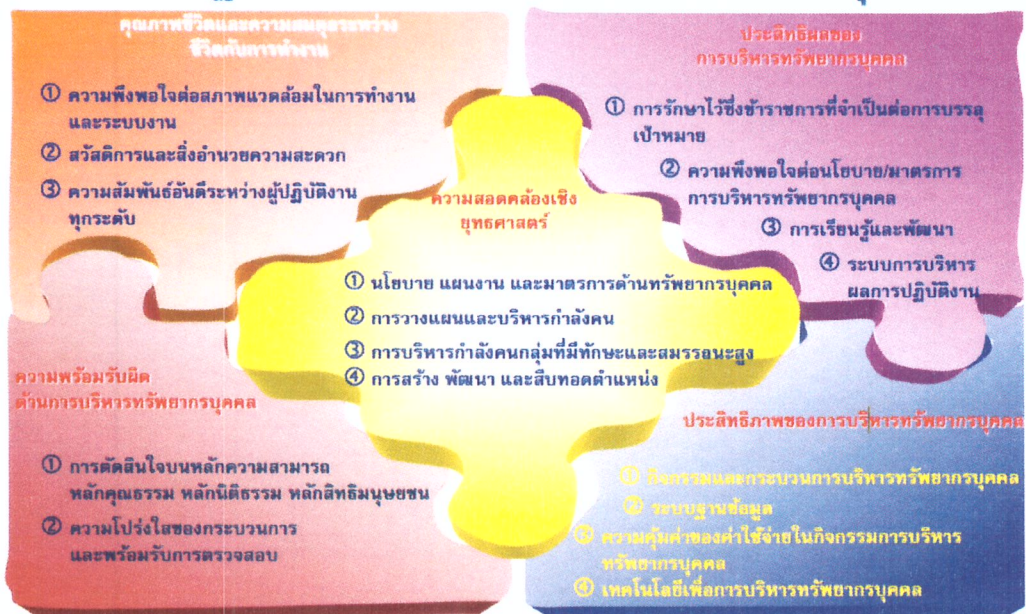 คุณภาพชีวิตและความสมดุลระหว่าง
ชีวิตกับการทำงาน
① ความพึงพอใจต่อสภาพแวดล้อมในการทำงาน
และระบบงาน
② สวัสดิการและสิ่งอำนวยความสะดวก
③ ความสัมพันธ์อันดีระหว่างผู้ปฏิบัติงาน
ทุกระดับ
ประสิทธิผลของ
การบริหารทรัพยากรบุคคล
① การรักษาไว้ซึ่งข้าราชการที่จำเป็นต่อการบรรลุ
เป้าหมาย
② ความพึงพอใจต่อนโยบาย/มาตรการ
การบริหารทรัพยากรบุคคล
③ การเรียนรู้และพัฒนา
④ ระบบการบริหาร
ผลการปฏิบัติงาน
ความสอดคล้องเชิง
ยุทธศาสตร์
① นโยบาย แผนงาน และมาตรการด้านทรัพยากรบุคคล
② การวางแผนและบริหารกำลังคน
③ การบริหารกำลังคนกลุ่มที่มีทักษะและสมรรถนะสูง
④ การสร้าง พัฒนา และสืบทอดตำแหน่ง
ความพร้อมรับผิด
ด้านการบริหารทรัพยากรบุคคล
① การตัดสินใจบนหลักความสามารถ
หลักคุณธรรม หลักนิติธรรม หลักสิทธิมนุษยชน
② ความโปร่งใสของกระบวนการ
และพร้อมรับการตรวจสอบ
ประสิทธิภาพของการบริหารทรัพยากรบุคคล
① กิจกรรมและกระบวนการบริหารทรัพยากรบุคคล
② ระบบฐานข้อมูล
③ ความคุ้มค่าของค่าใช้จ่ายในกิจกรรมการบริหาร
ทรัพยากรบุคคล
④ เทคโนโลยีเพื่อการบริหารทรัพยากรบุคคล